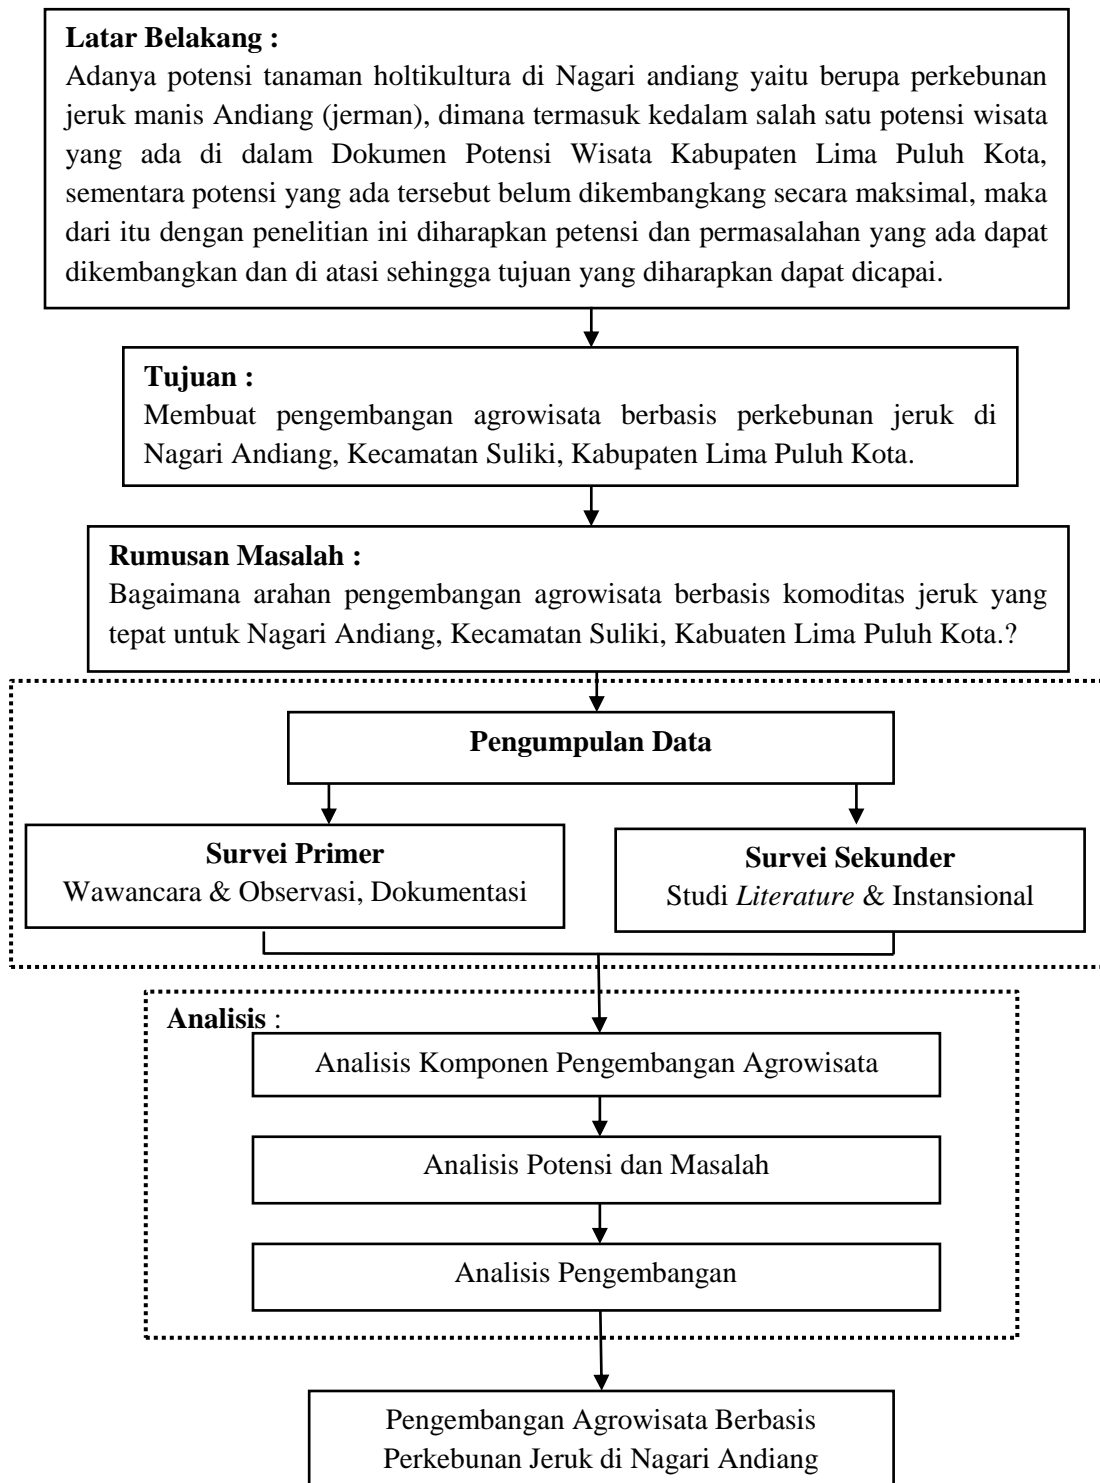 Latar Belakang :
Adanya potensi tanaman holtikultura di Nagari andiang yaitu berupa perkebunan
jeruk manis Andiang (jerman), dimana termasuk kedalam salah satu potensi wisata
yang ada di dalam Dokumen Potensi Wisata Kabupaten Lima Puluh Kota,
sementara potensi yang ada tersebut belum dikembangkang secara maksimal, maka
dari itu dengan penelitian ini diharapkan petensi dan permasalahan yang ada dapat
dikembangkan dan di atasi sehingga tujuan yang diharapkan dapat dicapai.
Tujuan :
Membuat pengembangan agrowisata berbasis perkebunan jeruk di
Nagari Andiang, Kecamatan Suliki, Kabupaten Lima Puluh Kota.
Rumusan Masalah :
Bagaimana arahan pengembangan agrowisata berbasis komoditas jeruk yang
tepat untuk Nagari Andiang, Kecamatan Suliki, Kabuaten Lima Puluh Kota.?
Pengumpulan Data
Survei Primer
Wawancara & Observasi, Dokumentasi
Survei Sekunder
Studi Literature & Instansional
Analisis :
Analisis Komponen Pengembangan Agrowisata
Analisis Potensi dan Masalah
Analisis Pengembangan
Pengembangan Agrowisata Berbasis
Perkebunan Jeruk di Nagari Andiang